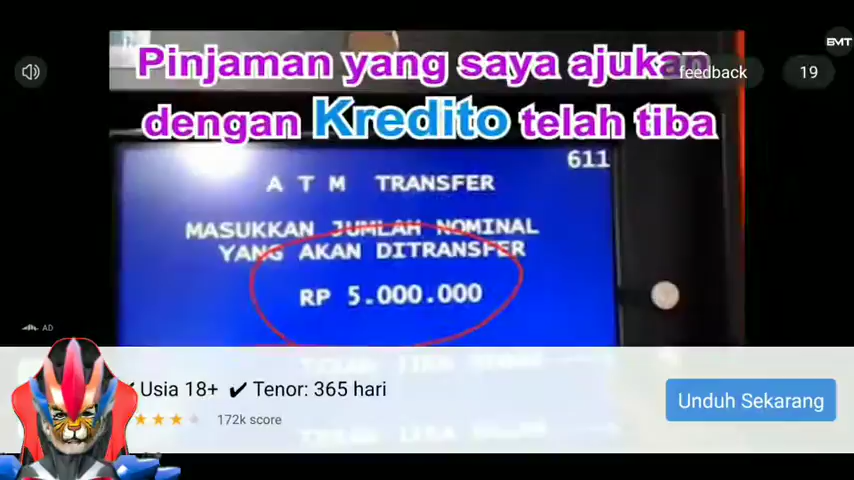 Pinjaman yang saya ajukan
feedback
19
dengan Kredito telah tiba
611
A T M TRANSFER
MASUKKAN JUMLAH NOMINAL
YANG AKAN DITRANSFER
RP 5.000.000
AD
✔ Usia 18+ ✔ Tenor: 365 hari
172k score
Unduh Sekarang